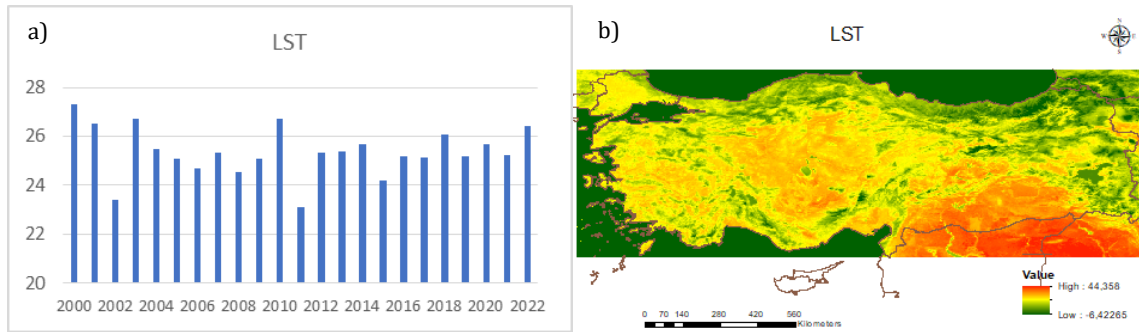 a)
LST
28
26
24
22
20
2000 2002 2004 2006 2008 2010 2012 2014 2016 2018 2020 2022
b)
LST
N
W E
S
Value
High : 44,358
Low : -6,42265
0 70 140 280 420 560
Kilometers